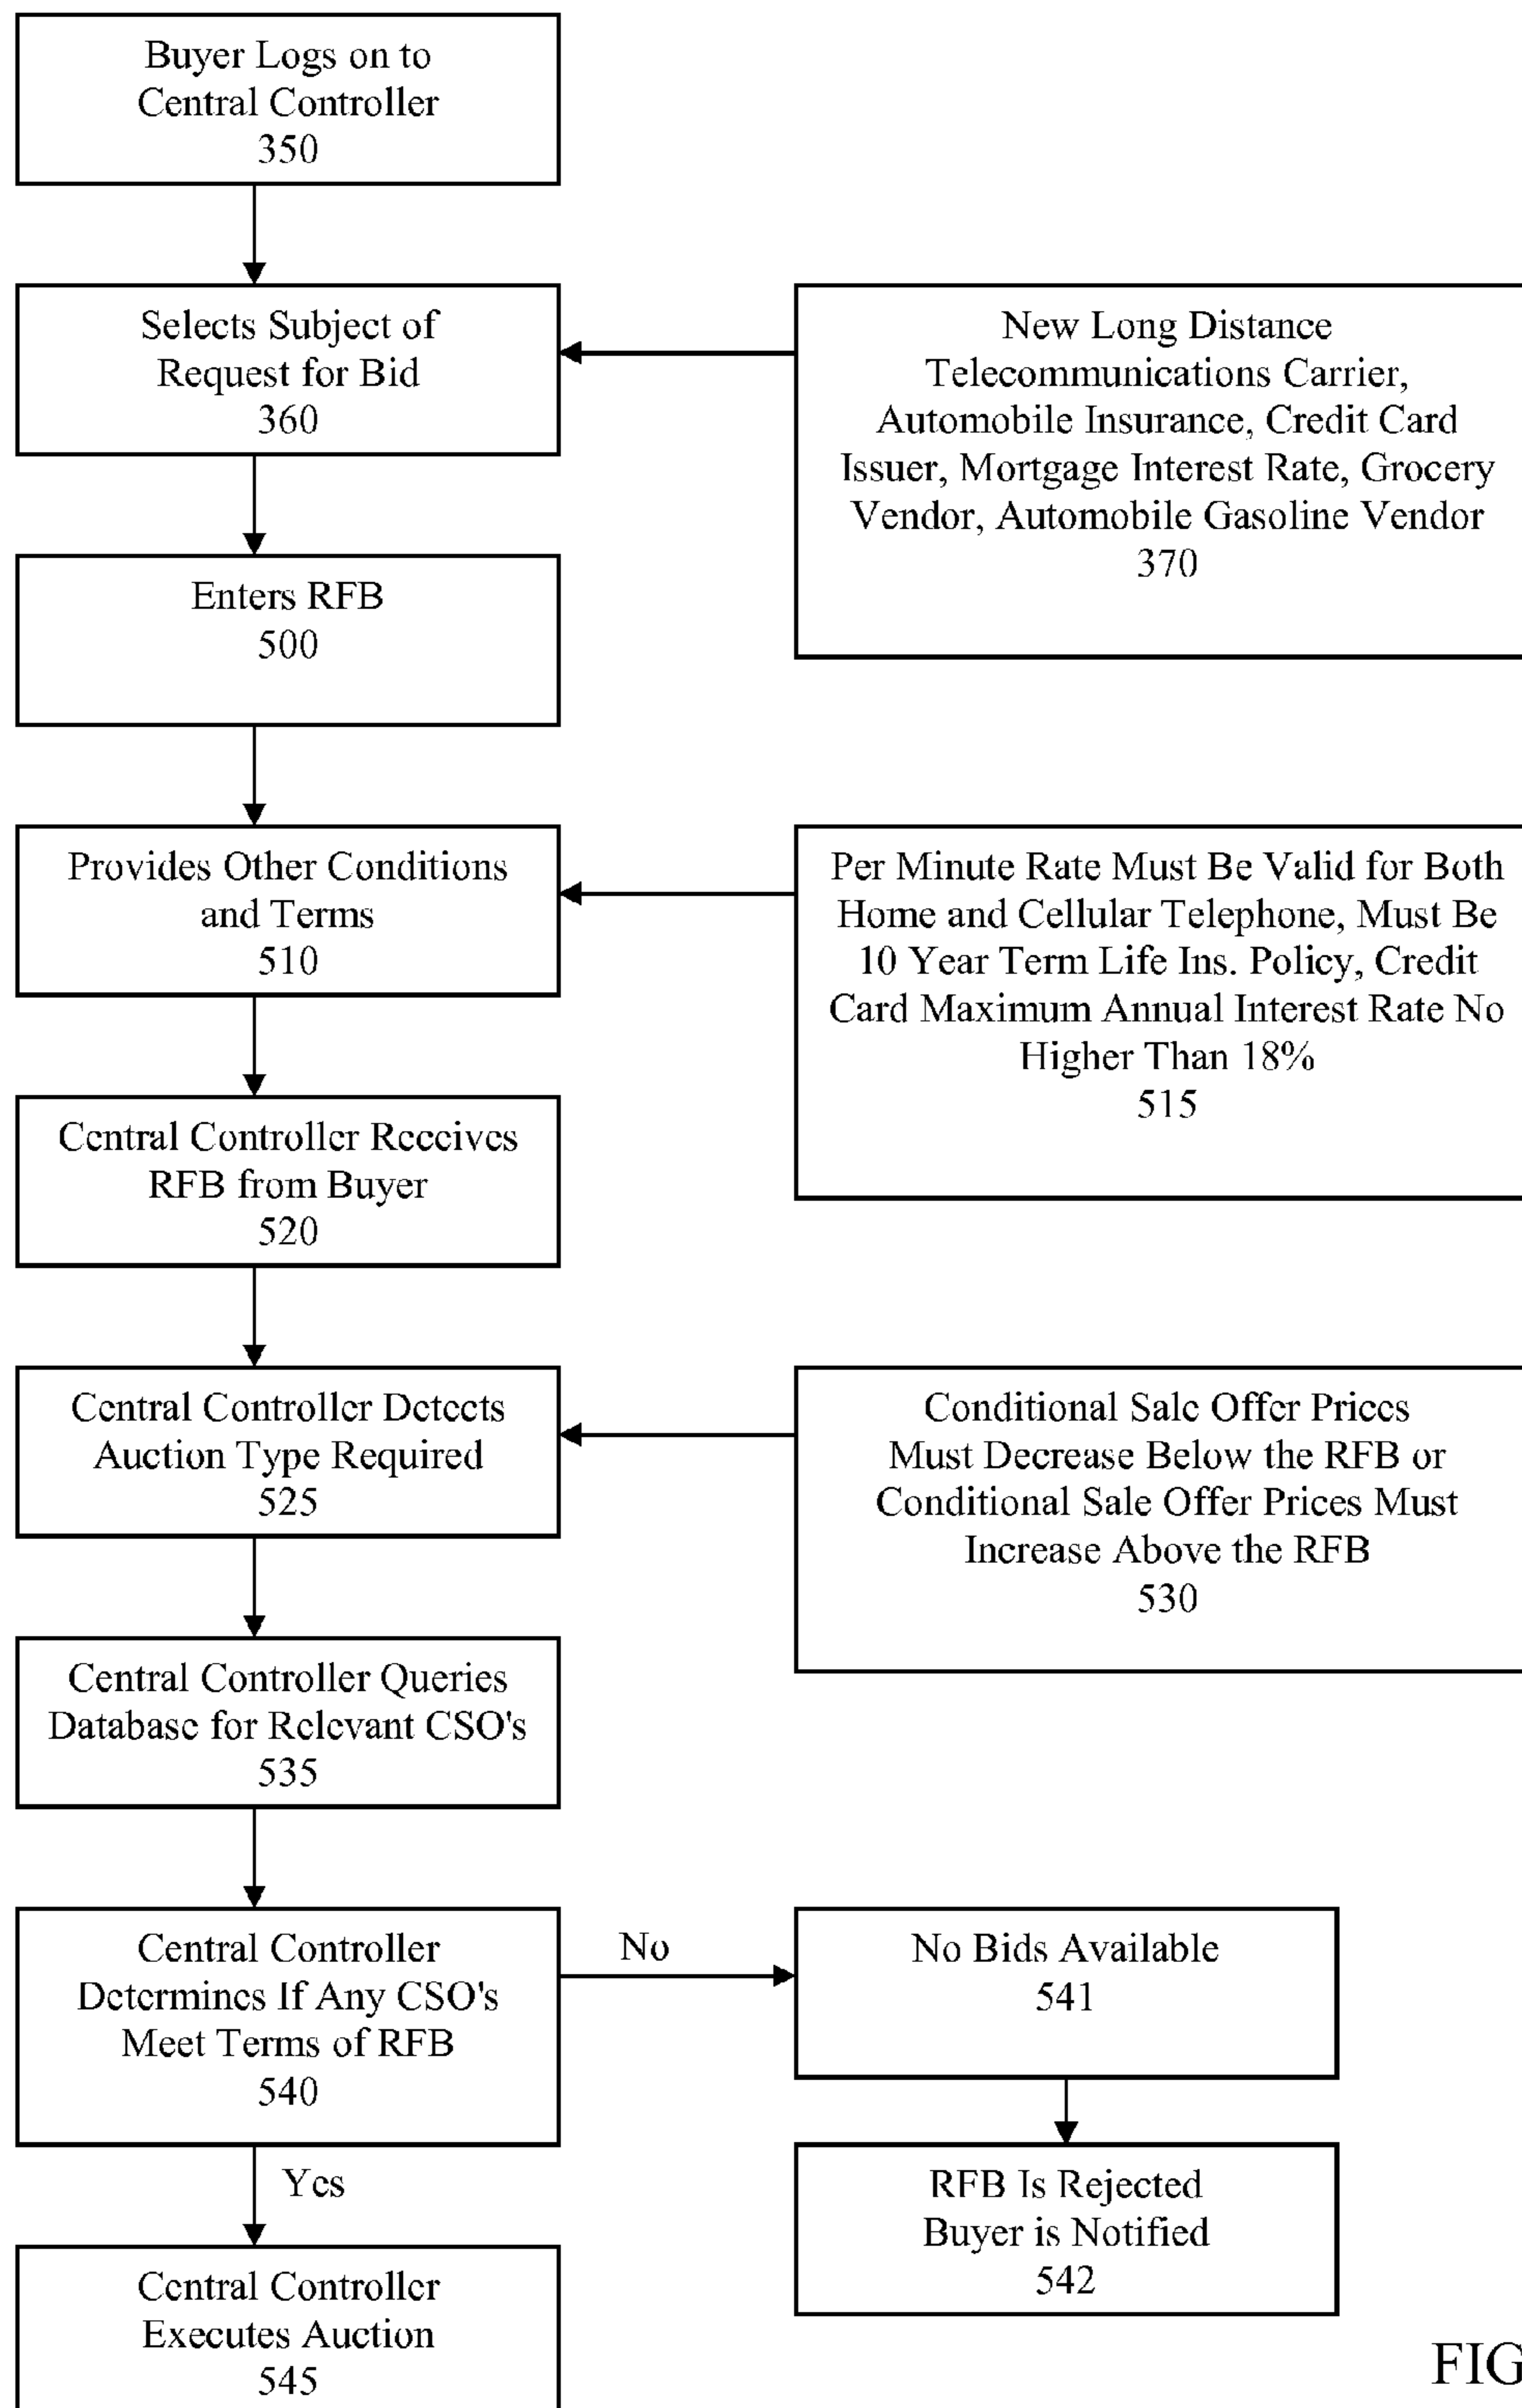 Buyer Logs on to
Central Controller
350
Selects Subject of
Request for Bid
360
New Long Distance
Telecommunications Carrier,
Automobile Insurance, Credit Card
Issuer, Mortgage Interest Rate, Grocery
Vendor, Automobile Gasoline Vendor
370
Enters RFB
500
Provides Other Conditions
and Terms
510
Per Minute Rate Must Be Valid for Both
Home and Cellular Telephone, Must Be
10 Year Term Life Ins. Policy, Credit
Card Maximum Annual Interest Rate No
Higher Than 18%
515
Central Controller Receives
RFB from Buyer
520
Central Controller Detects
Auction Type Required
525
Conditional Sale Offer Prices
Must Decrease Below the RFB or
Conditional Sale Offer Prices Must
Increase Above the RFB
530
Central Controller Queries
Database for Relevant CSO's
535
Central Controller
Determines If Any CSO's
Meet Terms of RFB
540
No
No Bids Available
541
Yes
RFB Is Rejected
Buyer is Notified
542
Central Controller
Executes Auction
545
FIG